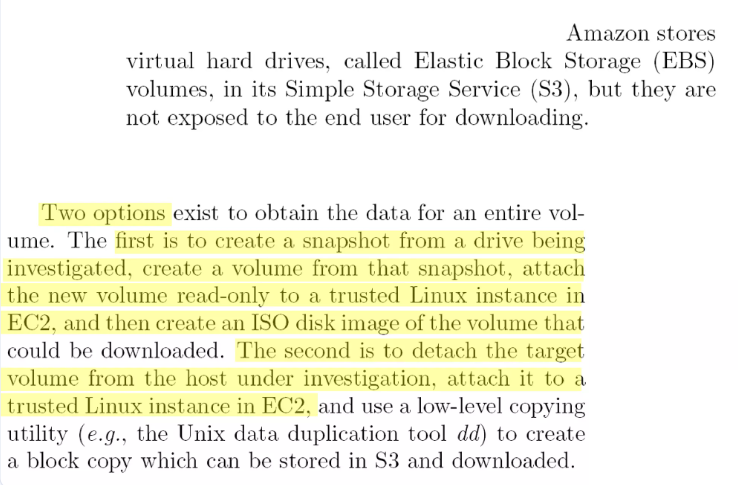 Amazon stores
virtual hard drives, called Elastic Block Storage (EBS)
volumes, in its Simple Storage Service (S3), but they are
not exposed to the end user for downloading.
Two options exist to obtain the data for an entire vol-
ume. The first is to create a snapshot from a drive being
investigated, create a volume from that snapshot, attach
the new volume read-only to a trusted Linux instance in
EC2, and then create an ISO disk image of the volume that
could be downloaded. The second is to detach the target
volume from the host under investigation, attach it to a
trusted Linux instance in EC2, and use a low-level copying
utility (e.g., the Unix data duplication tool dd) to create
a block copy which can be stored in S3 and downloaded.